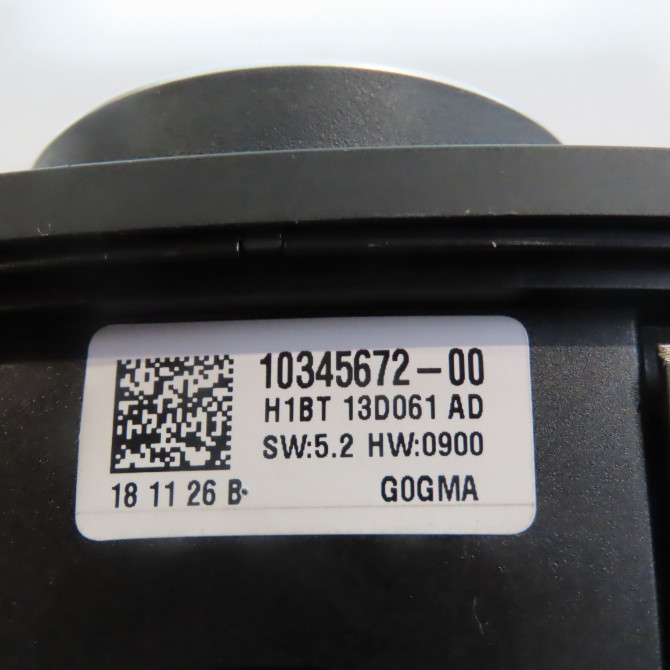 10345672-00
H1BT 13D061 AD
SW:5.2 HW:0900
18 11 26 B. G0GMA